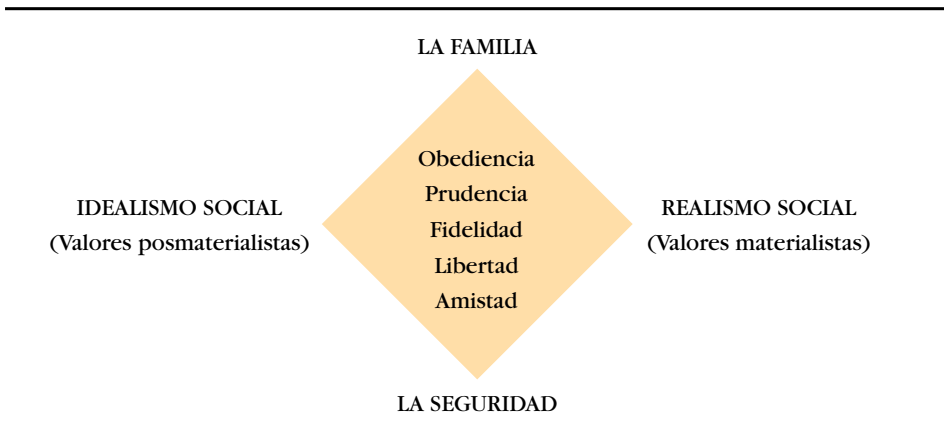 LA FAMILIA
Obediencia
Prudencia
IDEALISMO SOCIAL
(Valores posmaterialistas)
Fidelidad
REALISMO SOCIAL
(Valores materialistas)
Libertad
Amistad
LA SEGURIDAD